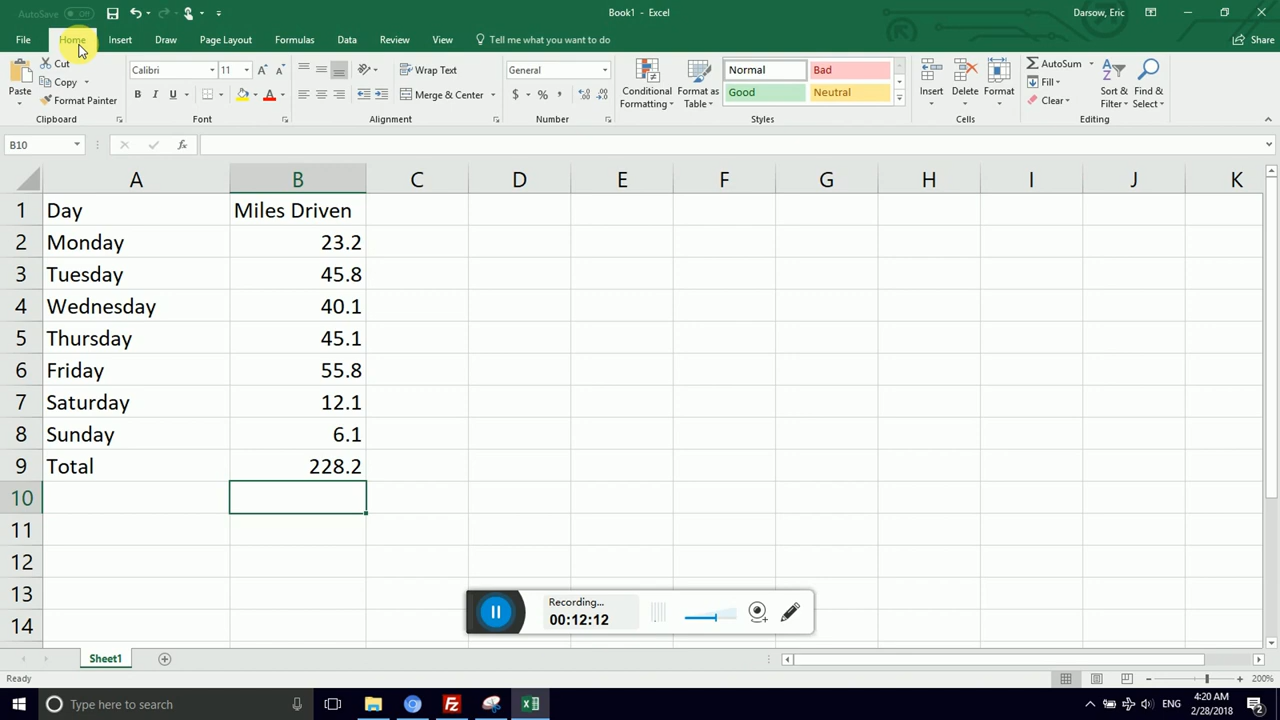 AutoSave Off
Book1 - Excel
Darsow, Eric
File Home Insert Draw Page Layout Formulas Data Review View Tell me what you want to do Share
Paste
Cut
Copy
Format Painter
Clipboard
Calibri 11
B I U
Font
Wrap Text
Merge & Center
Alignment
General
$ % ,
Number
Conditional Formatting
Format as Table
Normal Bad
Good Neutral
Styles
Insert Delete Format
Cells
AutoSum
Fill
Clear
Sort & Filter
Find & Select
Editing
B10 fx
A B C D E F G H I J K
1 Day Miles Driven
2 Monday 23.2
3 Tuesday 45.8
4 Wednesday 40.1
5 Thursday 45.1
6 Friday 55.8
7 Saturday 12.1
8 Sunday 6.1
9 Total 228.2
10
11
12
13
14
Recording...
00:12:12
Sheet1
Ready
200%
Type here to search
ENG
4:20 AM
2/28/2018
2